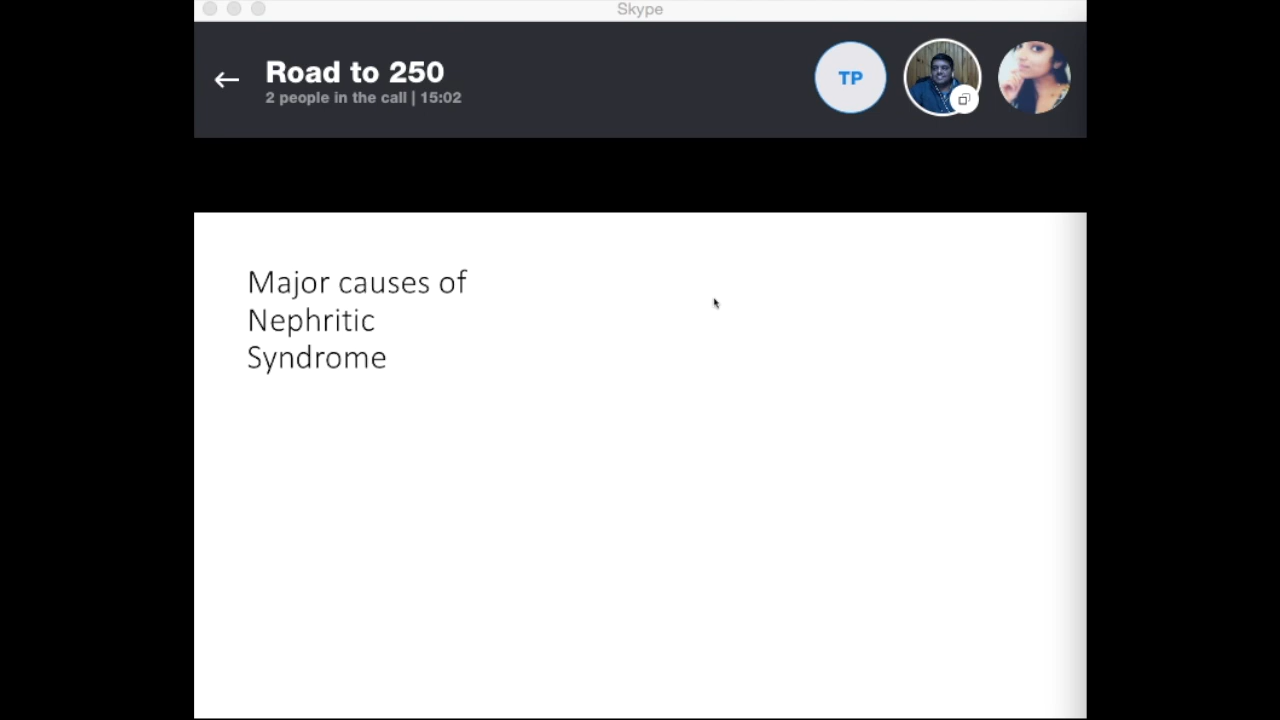 Skype
Road to 250
2 people in the call | 15:02
TP
Major causes of
Nephritic
Syndrome